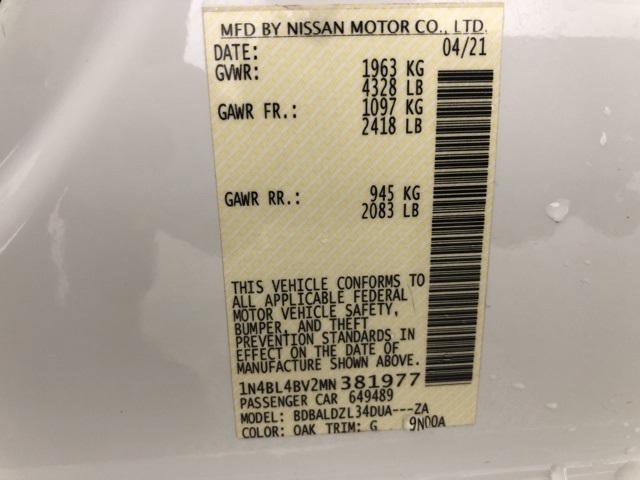 MFD BY NISSAN MOTOR CO., LTD.
DATE: 04/21
GVWR: 1963 KG
4328 LB
GAWR FR.: 1097 KG
2418 LB
GAWR RR.: 945 KG
2083 LB
THIS VEHICLE CONFORMS TO
ALL APPLICABLE FEDERAL
MOTOR VEHICLE SAFETY,
BUMPER, AND THEFT
PREVENTION STANDARDS IN
EFFECT ON THE DATE OF
MANUFACTURE SHOWN ABOVE.
1N4BL4BV2MN381977
PASSENGER CAR 649489
MODEL: BDBALDZL34DUA---ZA
COLOR: QAK TRIM: G 9N00A